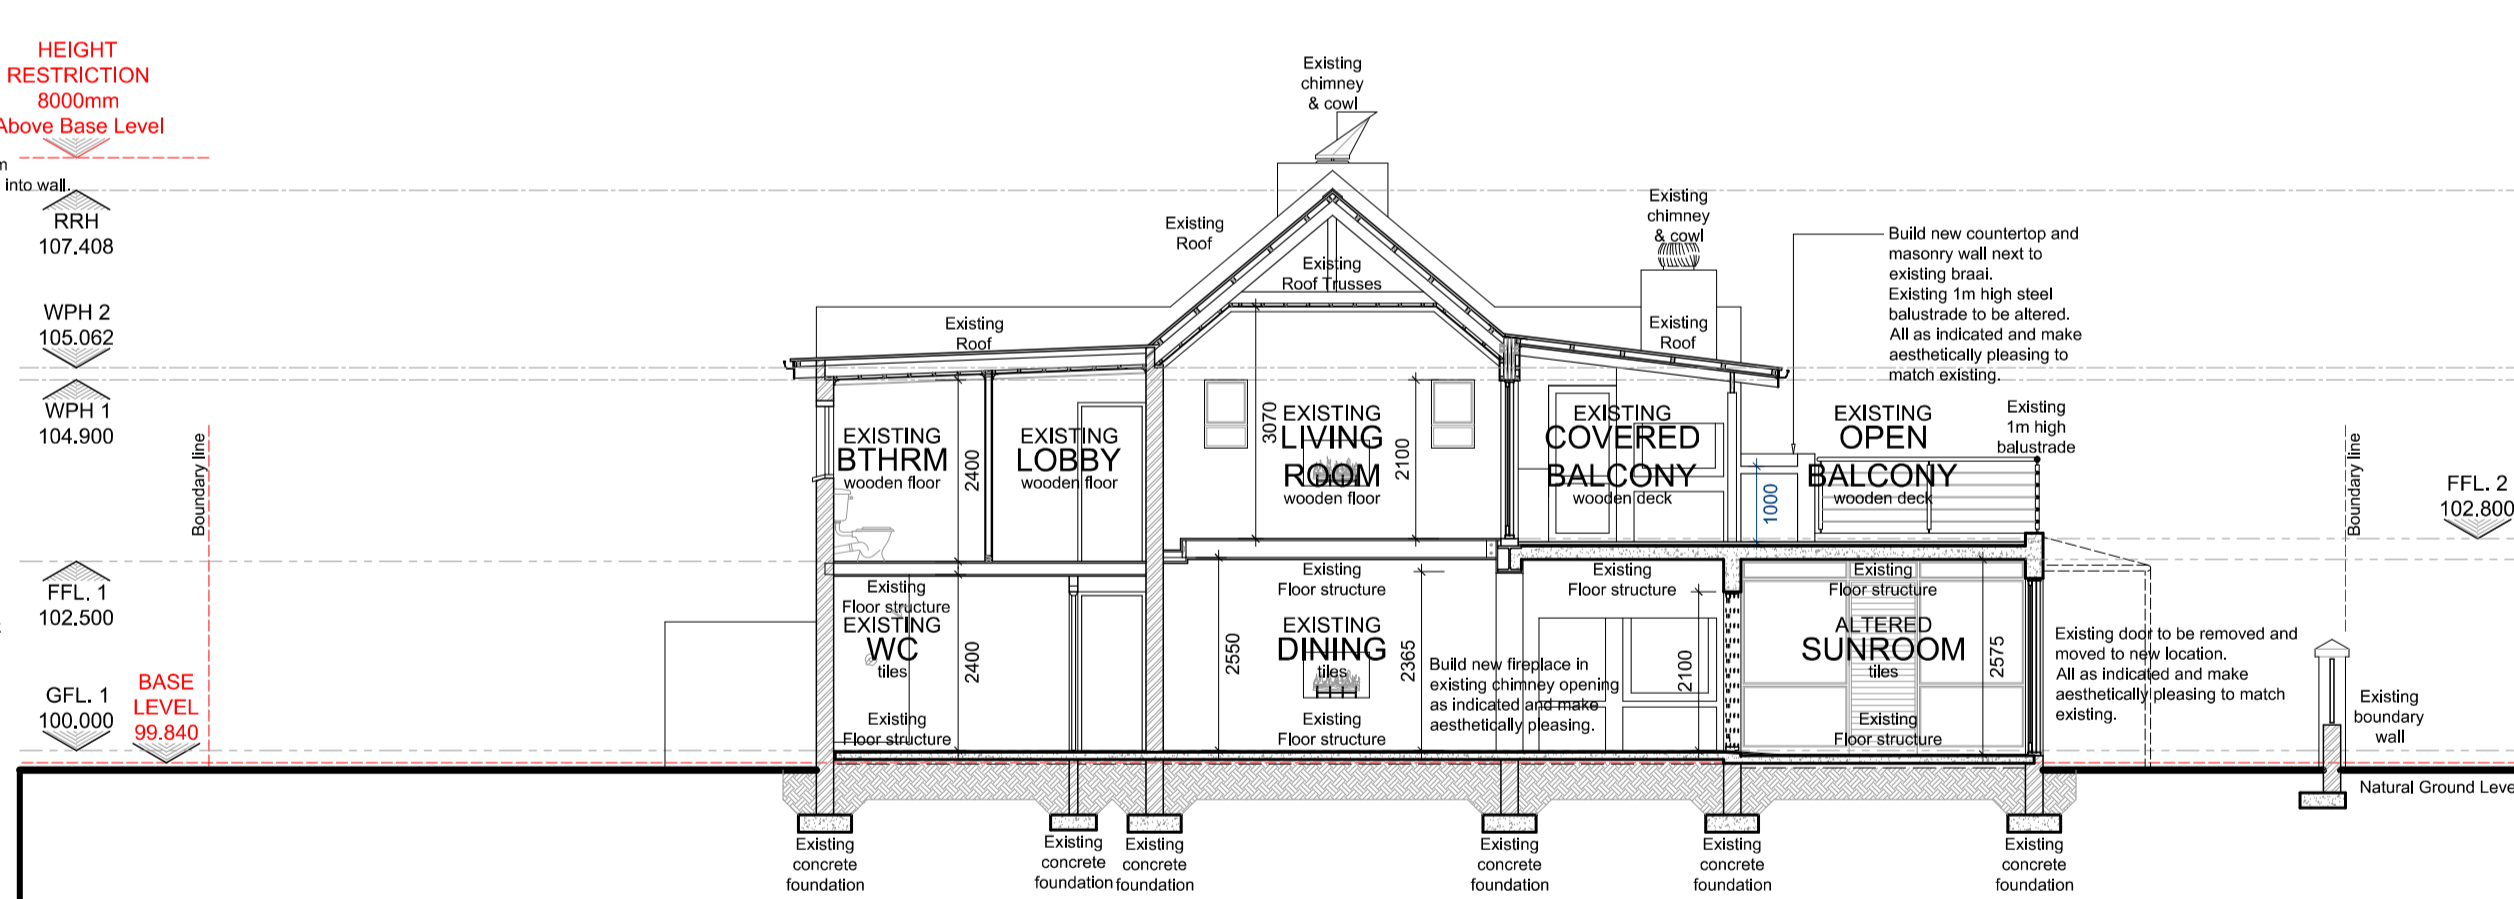 HEIGHT
RESTRICTION
8000mm
Above Base Level
into wall.
RRH
107.408
WPH 2
105.062
WPH 1
104.900
Boundary line
FFL. 1
102.500
GFL. 1
100.000
BASE
LEVEL
99.840
Existing
chimney
& cowl
Existing
Roof
Existing
Roof Trusses
Existing
Roof
Existing
chimney
& cowl
Existing
Roof
Build new countertop and
masonry wall next to
existing braai.
Existing 1m high steel
balustrade to be altered.
All as indicated and make
aesthetically pleasing to
match existing.
EXISTING
BTHRM
wooden floor
2400
EXISTING
LOBBY
wooden floor
3070
EXISTING
LIVING
ROOM
wooden floor
2100
EXISTING
COVERED
BALCONY
wooden deck
1000
EXISTING
OPEN
BALCONY
wooden deck
Existing
1m high
balustrade
Boundary line
FFL. 2
102.800
Existing
Floor structure
EXISTING
WC
tiles
Existing
Floor structure
2400
2550
Existing
Floor structure
EXISTING
DINING
tiles
Existing
Floor structure
2365
Build new fireplace in
existing chimney opening
as indicated and make
aesthetically pleasing.
Existing
Floor structure
2100
Existing
Floor structure
ALTERED
SUNROOM
tiles
Existing
Floor structure
2575
Existing door to be removed and
moved to new location.
All as indicated and make
aesthetically pleasing to match
existing.
Existing
boundary
wall
Natural Ground Leve
Existing
concrete
foundation
Existing
concrete
foundation
Existing
concrete
foundation
Existing
concrete
foundation
Existing
concrete
foundation
Existing
concrete
foundation